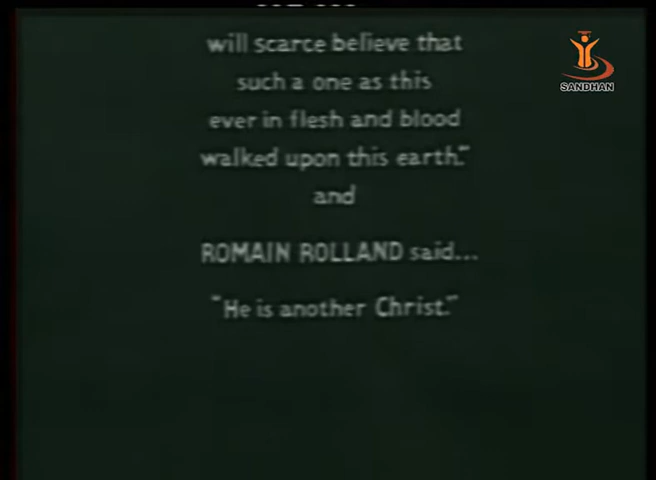 will scarce believe that
such a one as this
ever in flesh and blood
walked upon this earth."
and
ROMAIN ROLLAND said...
"He is another Christ."
SANDHAN